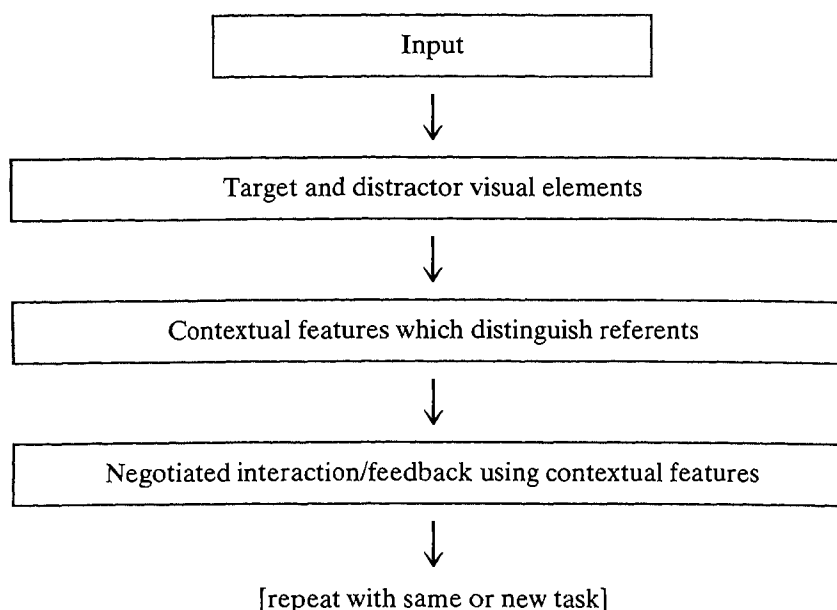 Input
Target and distractor visual elements
Contextual features which distinguish referents
Negotiated interaction/feedback using contextual features
[repeat with same or new task]